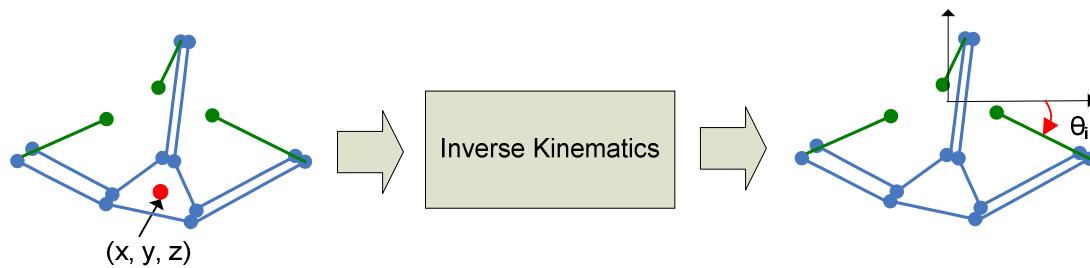 (x, y, z)
Inverse Kinematics
θi